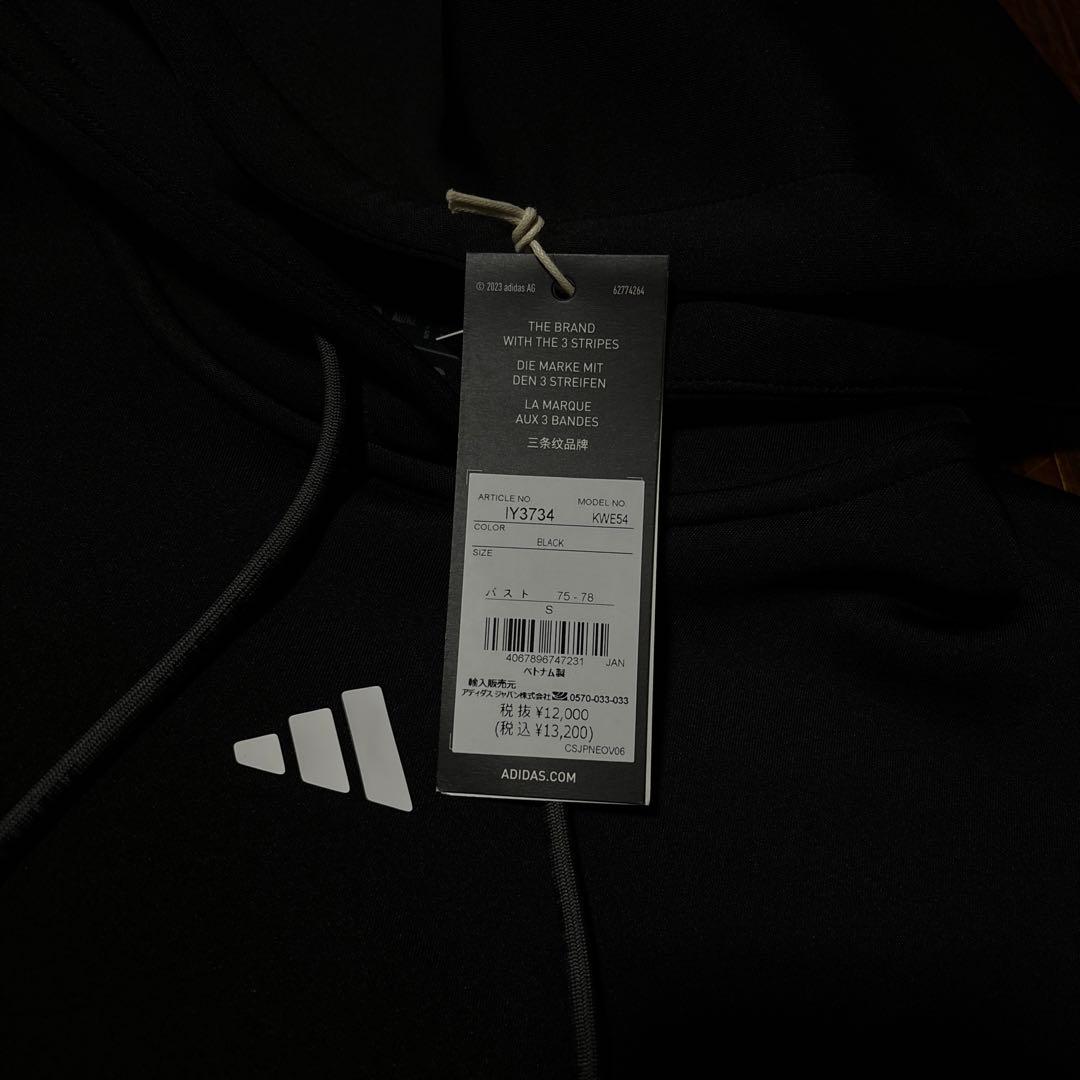 © 2023 adidas AG 62774264
THE BRAND
WITH THE 3 STRIPES
DIE MARKE MIT
DEN 3 STREIFEN
LA MARQUE
AUX 3 BANDES
三条纹品牌
ARTICLE NO. MODEL NO.
IY3734 KWE54
COLOR
BLACK
SIZE
バスト 75-78
S
4067896747231 JAN
ベトナム製
輸入販売元
アディダス ジャパン株式会社 0570-033-033
税抜 ¥12,000
(税込 ¥13,200)
CSJPNEOV06
ADIDAS.COM